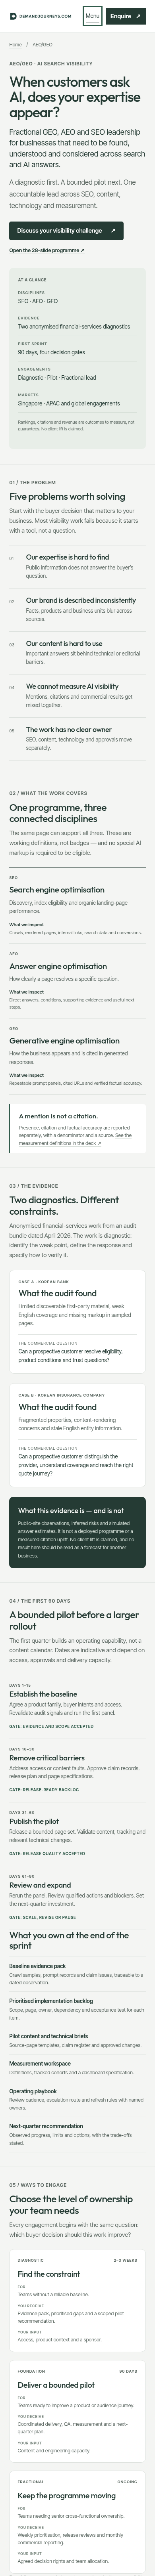 DEMANDJOURNEYS.COM
Menu
Enquire ↗
Home / AEO/GEO
AEO/GEO · AI SEARCH VISIBILITY
When customers ask
AI, does your expertise
appear?
Fractional GEO, AEO and SEO leadership
for businesses that need to be found,
understood and considered across search
and AI answers.
A diagnostic first. A bounded pilot next. One
accountable lead across SEO, content,
technology and measurement.
Discuss your visibility challenge ↗
Open the 28-slide programme ↗
AT A GLANCE
DISCIPLINES
SEO · AEO · GEO
EVIDENCE
Two anonymised financial-services diagnostics
FIRST SPRINT
90 days, four decision gates
ENGAGEMENTS
Diagnostic · Pilot · Fractional lead
MARKETS
Singapore · APAC and global engagements
Rankings, citations and revenue are outcomes to measure, not
guarantees. No client lift is claimed.
01 / THE PROBLEM
Five problems worth solving
Start with the buyer decision that matters to your
business. Most visibility work fails because it starts
with a tool, not a question.
01
Our expertise is hard to find
Public information does not answer the buyer's
question.
02
Our brand is described inconsistently
Facts, products and business units blur across
sources.
03
Our content is hard to use
Important answers sit behind technical or editorial
barriers.
04
We cannot measure AI visibility
Mentions, citations and commercial results get
mixed together.
05
The work has no clear owner
SEO, content, technology and approvals move
separately.
02 / WHAT THE WORK COVERS
One programme, three
connected disciplines
The same page can support all three. These are
working definitions, not badges — and no special AI
markup is required to be eligible.
SEO
Search engine optimisation
Discovery, index eligibility and organic landing-page
performance.
What we inspect
Crawls, rendered pages, internal links, search data and conversions.
AEO
Answer engine optimisation
How clearly a page resolves a specific question.
What we inspect
Direct answers, conditions, supporting evidence and useful next
steps.
GEO
Generative engine optimisation
How the business appears and is cited in generated
responses.
What we inspect
Repeatable prompt panels, cited URLs and verified factual accuracy.
A mention is not a citation.
Presence, citation and factual accuracy are reported
separately, with a denominator and a source. See the
measurement definitions in the deck ↗
03 / THE EVIDENCE
Two diagnostics. Different
constraints.
Anonymised financial-services work from an audit
bundle dated April 2026. The work is diagnostic: to
identify the weak point, define the response and
specify how to verify it.
CASE A · KOREAN BANK
What the audit found
Limited discoverable first-party material, weak
English coverage and missing markup in sampled
pages.
THE COMMERCIAL QUESTION
Can a prospective customer resolve eligibility,
product conditions and trust questions?
CASE B · KOREAN INSURANCE COMPANY
What the audit found
Fragmented properties, content-rendering
concerns and stale English entity information.
THE COMMERCIAL QUESTION
Can a prospective customer distinguish the
provider, understand coverage and reach the right
quote journey?
What this evidence is — and is not
Public-site observations, inferred risks and simulated
answer estimates. It is not a deployed programme or a
measured citation uplift. No client lift is claimed, and no
result here should be read as a forecast for another
business.
04 / THE FIRST 90 DAYS
A bounded pilot before a larger
rollout
The first quarter builds an operating capability, not a
content calendar. Dates are indicative and depend on
access, approvals and delivery capacity.
DAYS 1–15
Establish the baseline
Agree a product family, buyer intents and access.
Revalidate audit signals and run the first panel.
GATE: EVIDENCE AND SCOPE ACCEPTED
DAYS 16–30
Remove critical barriers
Address access or content faults. Approve claim records,
release plan and page specifications.
GATE: RELEASE-READY BACKLOG
DAYS 31–60
Publish the pilot
Release a bounded page set. Validate content, tracking and
relevant technical changes.
GATE: RELEASE QUALITY ACCEPTED
DAYS 61–90
Review and expand
Rerun the panel. Review qualified actions and blockers. Set
the next-quarter investment.
GATE: SCALE, REVISE OR PAUSE
What you own at the end of the
sprint
Baseline evidence pack
Crawl samples, prompt records and claim issues, traceable to a
dated observation.
Prioritised implementation backlog
Scope, page, owner, dependency and acceptance test for each
item.
Pilot content and technical briefs
Source-page templates, claim register and approved changes.
Measurement workspace
Definitions, tracked cohorts and a dashboard specification.
Operating playbook
Review cadence, escalation route and refresh rules with named
owners.
Next-quarter recommendation
Observed progress, limits and options, with the trade-offs
stated.
05 / WAYS TO ENGAGE
Choose the level of ownership
your team needs
Every engagement begins with the same question:
which buyer decision should work improve?
DIAGNOSTIC 2–3 WEEKS
Find the constraint
FOR
Teams without a reliable baseline.
YOU RECEIVE
Evidence pack, prioritised gaps and a scoped pilot
recommendation.
YOUR INPUT
Access, product context and a sponsor.
FOUNDATION 90 DAYS
Deliver a bounded pilot
FOR
Teams ready to improve a product or audience journey.
YOU RECEIVE
Coordinated delivery, QA, measurement and a next-
quarter plan.
YOUR INPUT
Content and engineering capacity.
FRACTIONAL ONGOING
Keep the programme moving
FOR
Teams needing senior cross-functional ownership.
YOU RECEIVE
Weekly prioritisation, release reviews and monthly
commercial reporting.
YOUR INPUT
Agreed decision rights and team allocation.